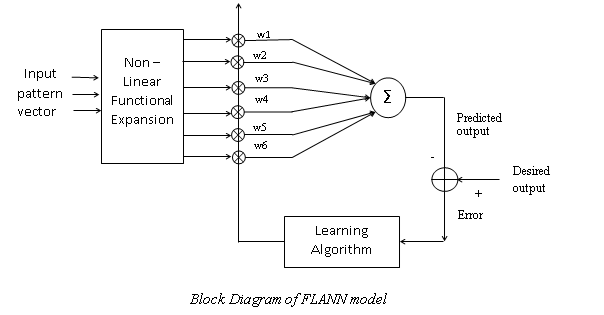 Input
pattern
vector
Non –
Linear
Functional
Expansion
w1
w2
w3
w4
w5
w6
Σ
Predicted
output
-
Desired
output
+
Error
Learning
Algorithm
Block Diagram of FLANN model